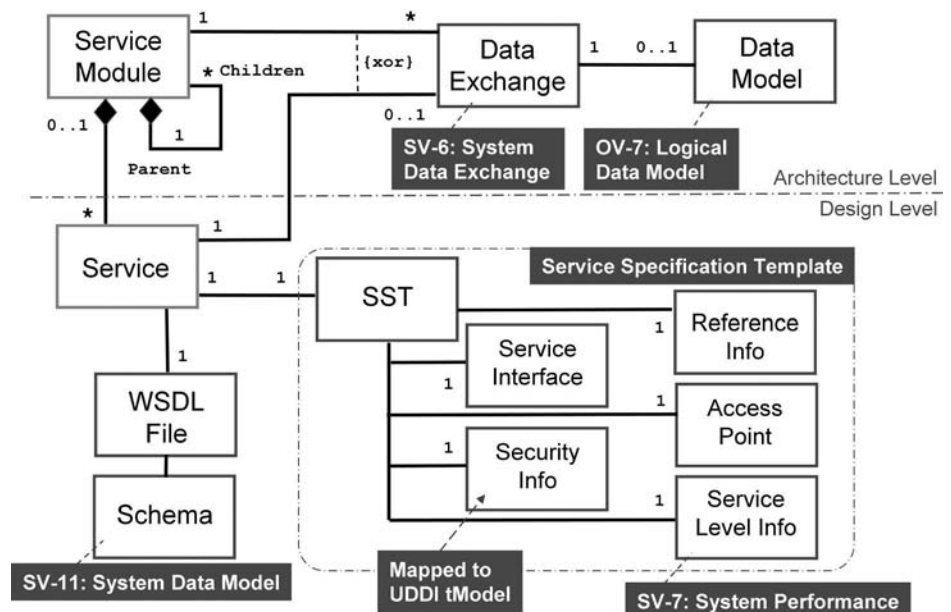 Service
Module
1
*
Data
Exchange
1
0..1
Data
Model
* Children
{xor}
0..1
1
Parent
0..1
SV-6: System
Data Exchange
OV-7: Logical
Data Model
Architecture Level
Design Level
*
Service
1
1
1
SST
Service Specification Template
1
Reference
Info
Service
Interface
1
1
WSDL
File
1
Access
Point
1
Security
Info
Schema
1
Service
Level Info
SV-11: System Data Model
Mapped to
UDDI tModel
SV-7: System Performance